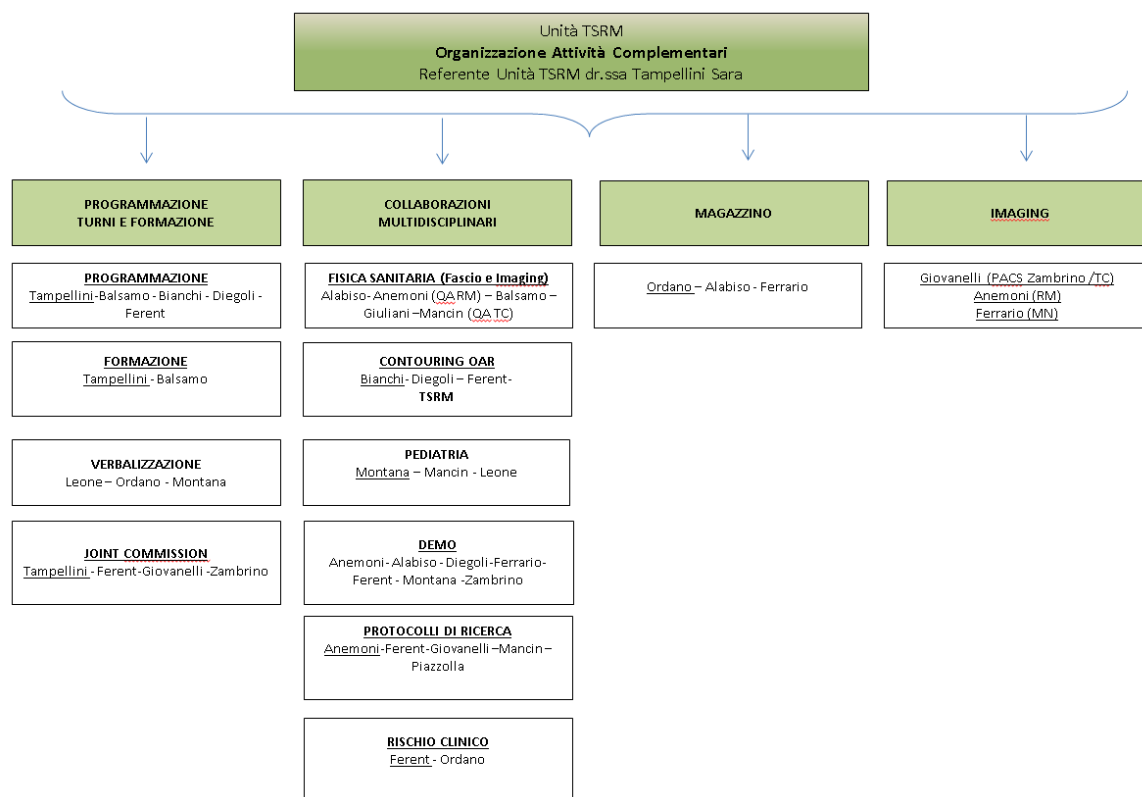 Unità TSRM
Organizzazione Attività Complementari
Referente Unità TSRM dr.ssa Tampellini Sara
PROGRAMMAZIONE
TURNI E FORMAZIONE
PROGRAMMAZIONE
Tampellini-Balsamo - Bianchi - Diegoli -
Ferent
FORMAZIONE
Tampellini - Balsamo
VERBALIZZAZIONE
Leone – Ordano - Montana
JOINT COMMISSION
Tampellini - Ferent-Giovanelli -Zambrino
COLLABORAZIONI
MULTIDISCIPLINARI
FISICA SANITARIA (Fascio e Imaging)
Alabiso-Anemoni (QA RM) – Balsamo –
Giuliani –Mancin (QA TC)
CONTOURING OAR
Bianchi- Diegoli – Ferent-
TSRM
PEDIATRIA
Montana – Mancin - Leone
DEMO
Anemoni- Alabiso - Diegoli-Ferrario-
Ferent - Montana -Zambrino
PROTOCOLLI DI RICERCA
Anemoni-Ferent-Giovanelli –Mancin –
Piazzolla
RISCHIO CLINICO
Ferent - Ordano
MAGAZZINO
Ordano – Alabiso - Ferrario
IMAGING
Giovanelli (PACS Zambrino /TC)
Anemoni (RM)
Ferrario (MN)